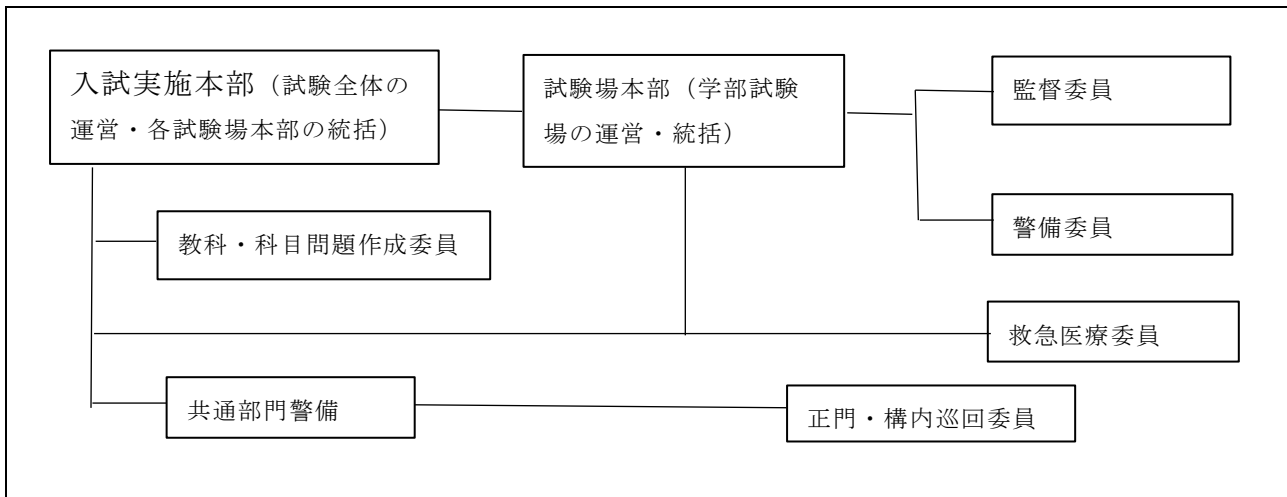 入試実施本部（試験全体の
運営・各試験場本部の統括）
試験場本部（学部試験
場の運営・統括）
監督委員
警備委員
教科・科目問題作成委員
救急医療委員
共通部門警備
正門・構内巡回委員